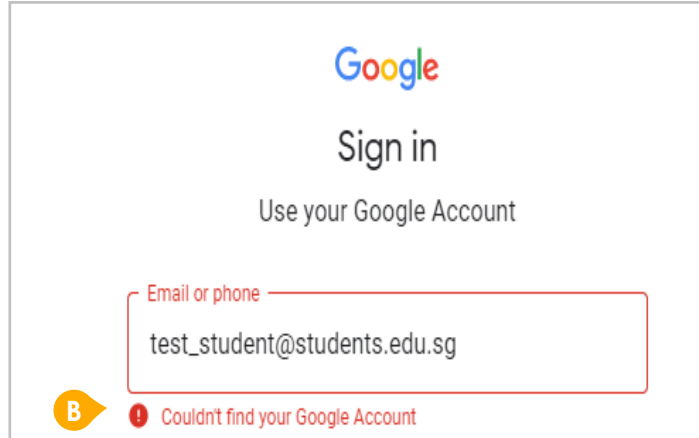 Google
Sign in
Use your Google Account
Email or phone
test_student@students.edu.sg
B
Couldn't find your Google Account